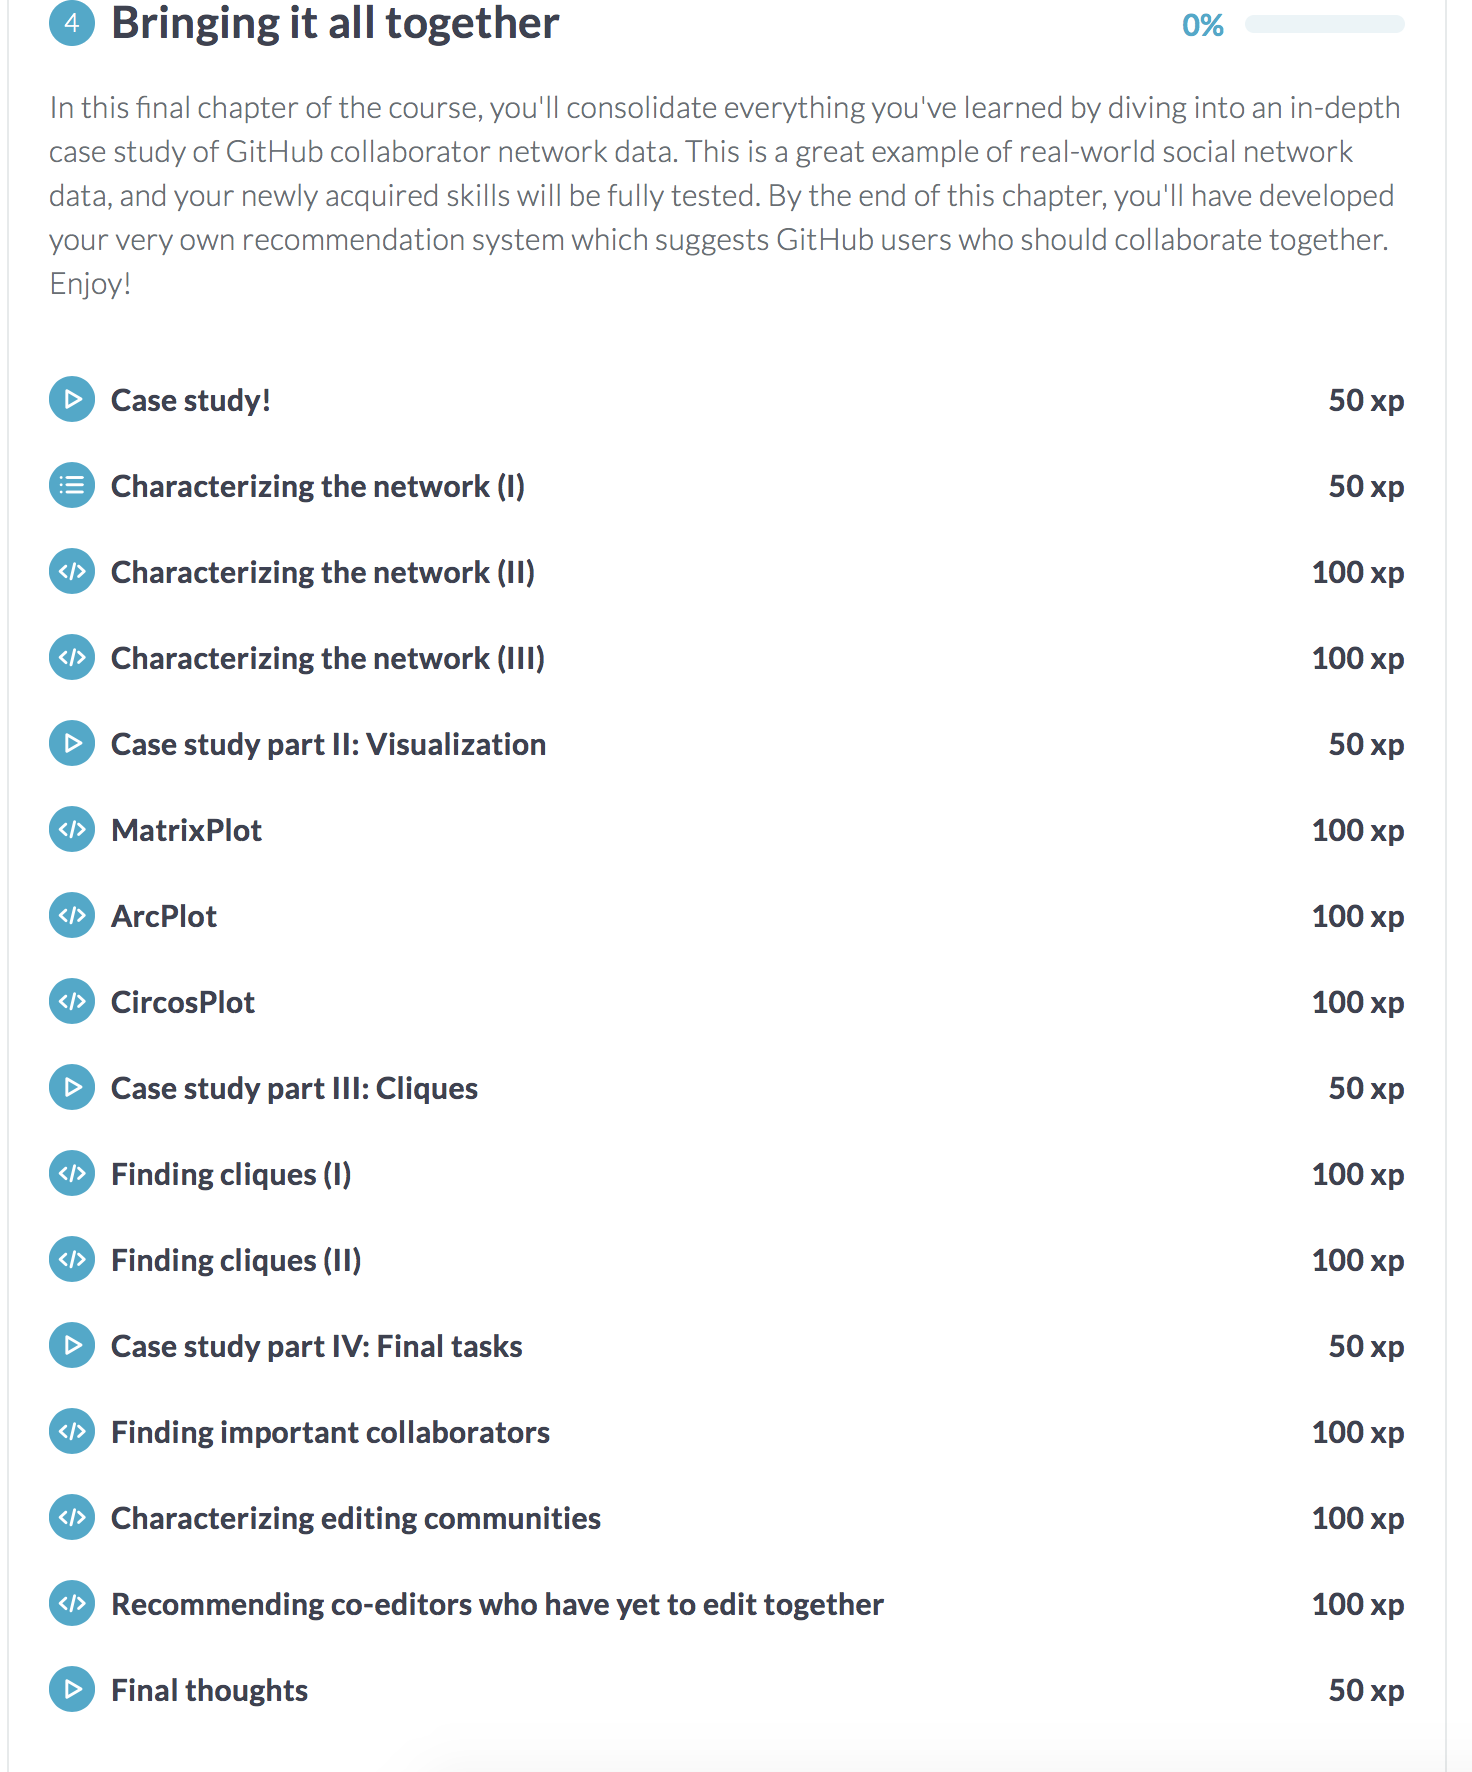 4 Bringing it all together 0%
In this final chapter of the course, you'll consolidate everything you've learned by diving into an in-depth
case study of GitHub collaborator network data. This is a great example of real-world social network
data, and your newly acquired skills will be fully tested. By the end of this chapter, you'll have developed
your very own recommendation system which suggests GitHub users who should collaborate together.
Enjoy!
Case study! 50 xp
Characterizing the network (I) 50 xp
</> Characterizing the network (II) 100 xp
</> Characterizing the network (III) 100 xp
Case study part II: Visualization 50 xp
</> MatrixPlot 100 xp
</> ArcPlot 100 xp
</> CircosPlot 100 xp
Case study part III: Cliques 50 xp
</> Finding cliques (I) 100 xp
</> Finding cliques (II) 100 xp
Case study part IV: Final tasks 50 xp
</> Finding important collaborators 100 xp
</> Characterizing editing communities 100 xp
</> Recommending co-editors who have yet to edit together 100 xp
Final thoughts 50 xp